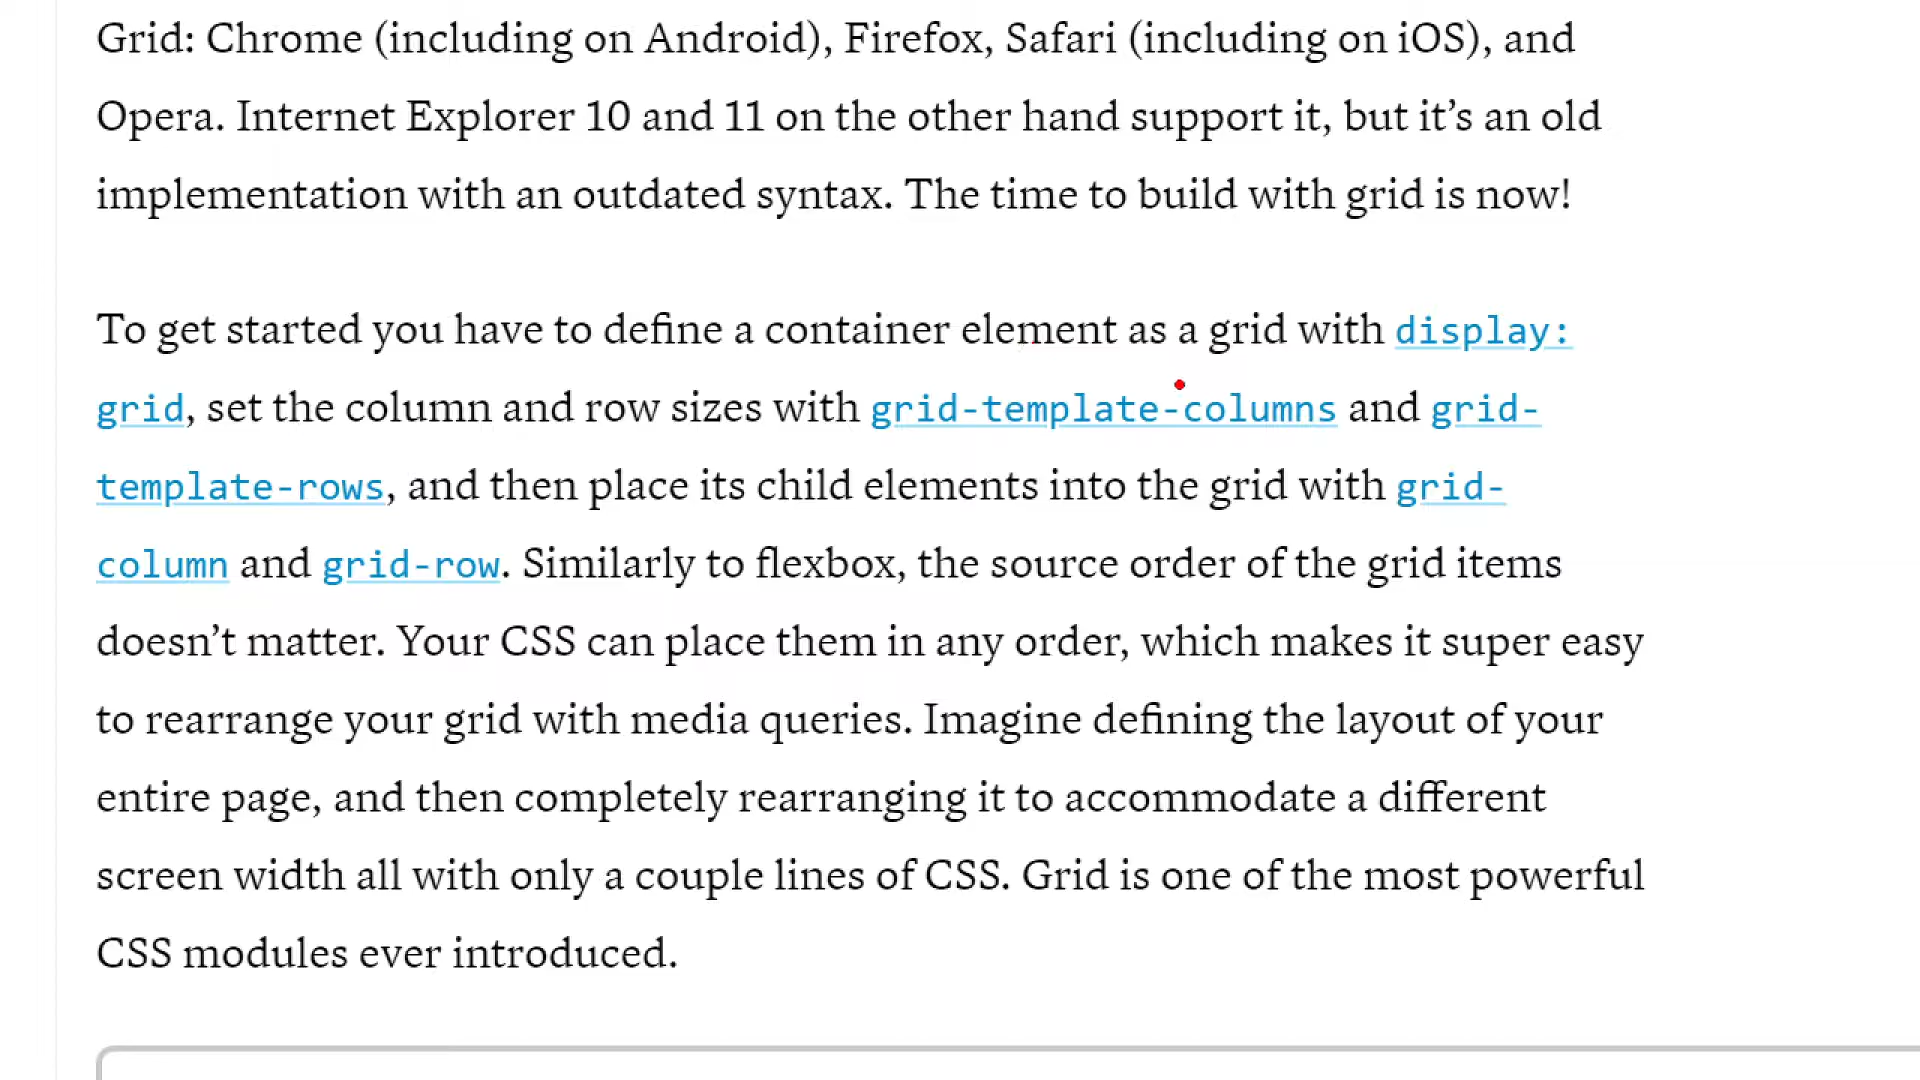 Grid: Chrome (including on Android), Firefox, Safari (including on iOS), and
Opera. Internet Explorer 10 and 11 on the other hand support it, but it’s an old
implementation with an outdated syntax. The time to build with grid is now!
To get started you have to define a container element as a grid with display:
grid, set the column and row sizes with grid-template-columns and grid-
template-rows, and then place its child elements into the grid with grid-
column and grid-row. Similarly to flexbox, the source order of the grid items
doesn’t matter. Your CSS can place them in any order, which makes it super easy
to rearrange your grid with media queries. Imagine defining the layout of your
entire page, and then completely rearranging it to accommodate a different
screen width all with only a couple lines of CSS. Grid is one of the most powerful
CSS modules ever introduced.